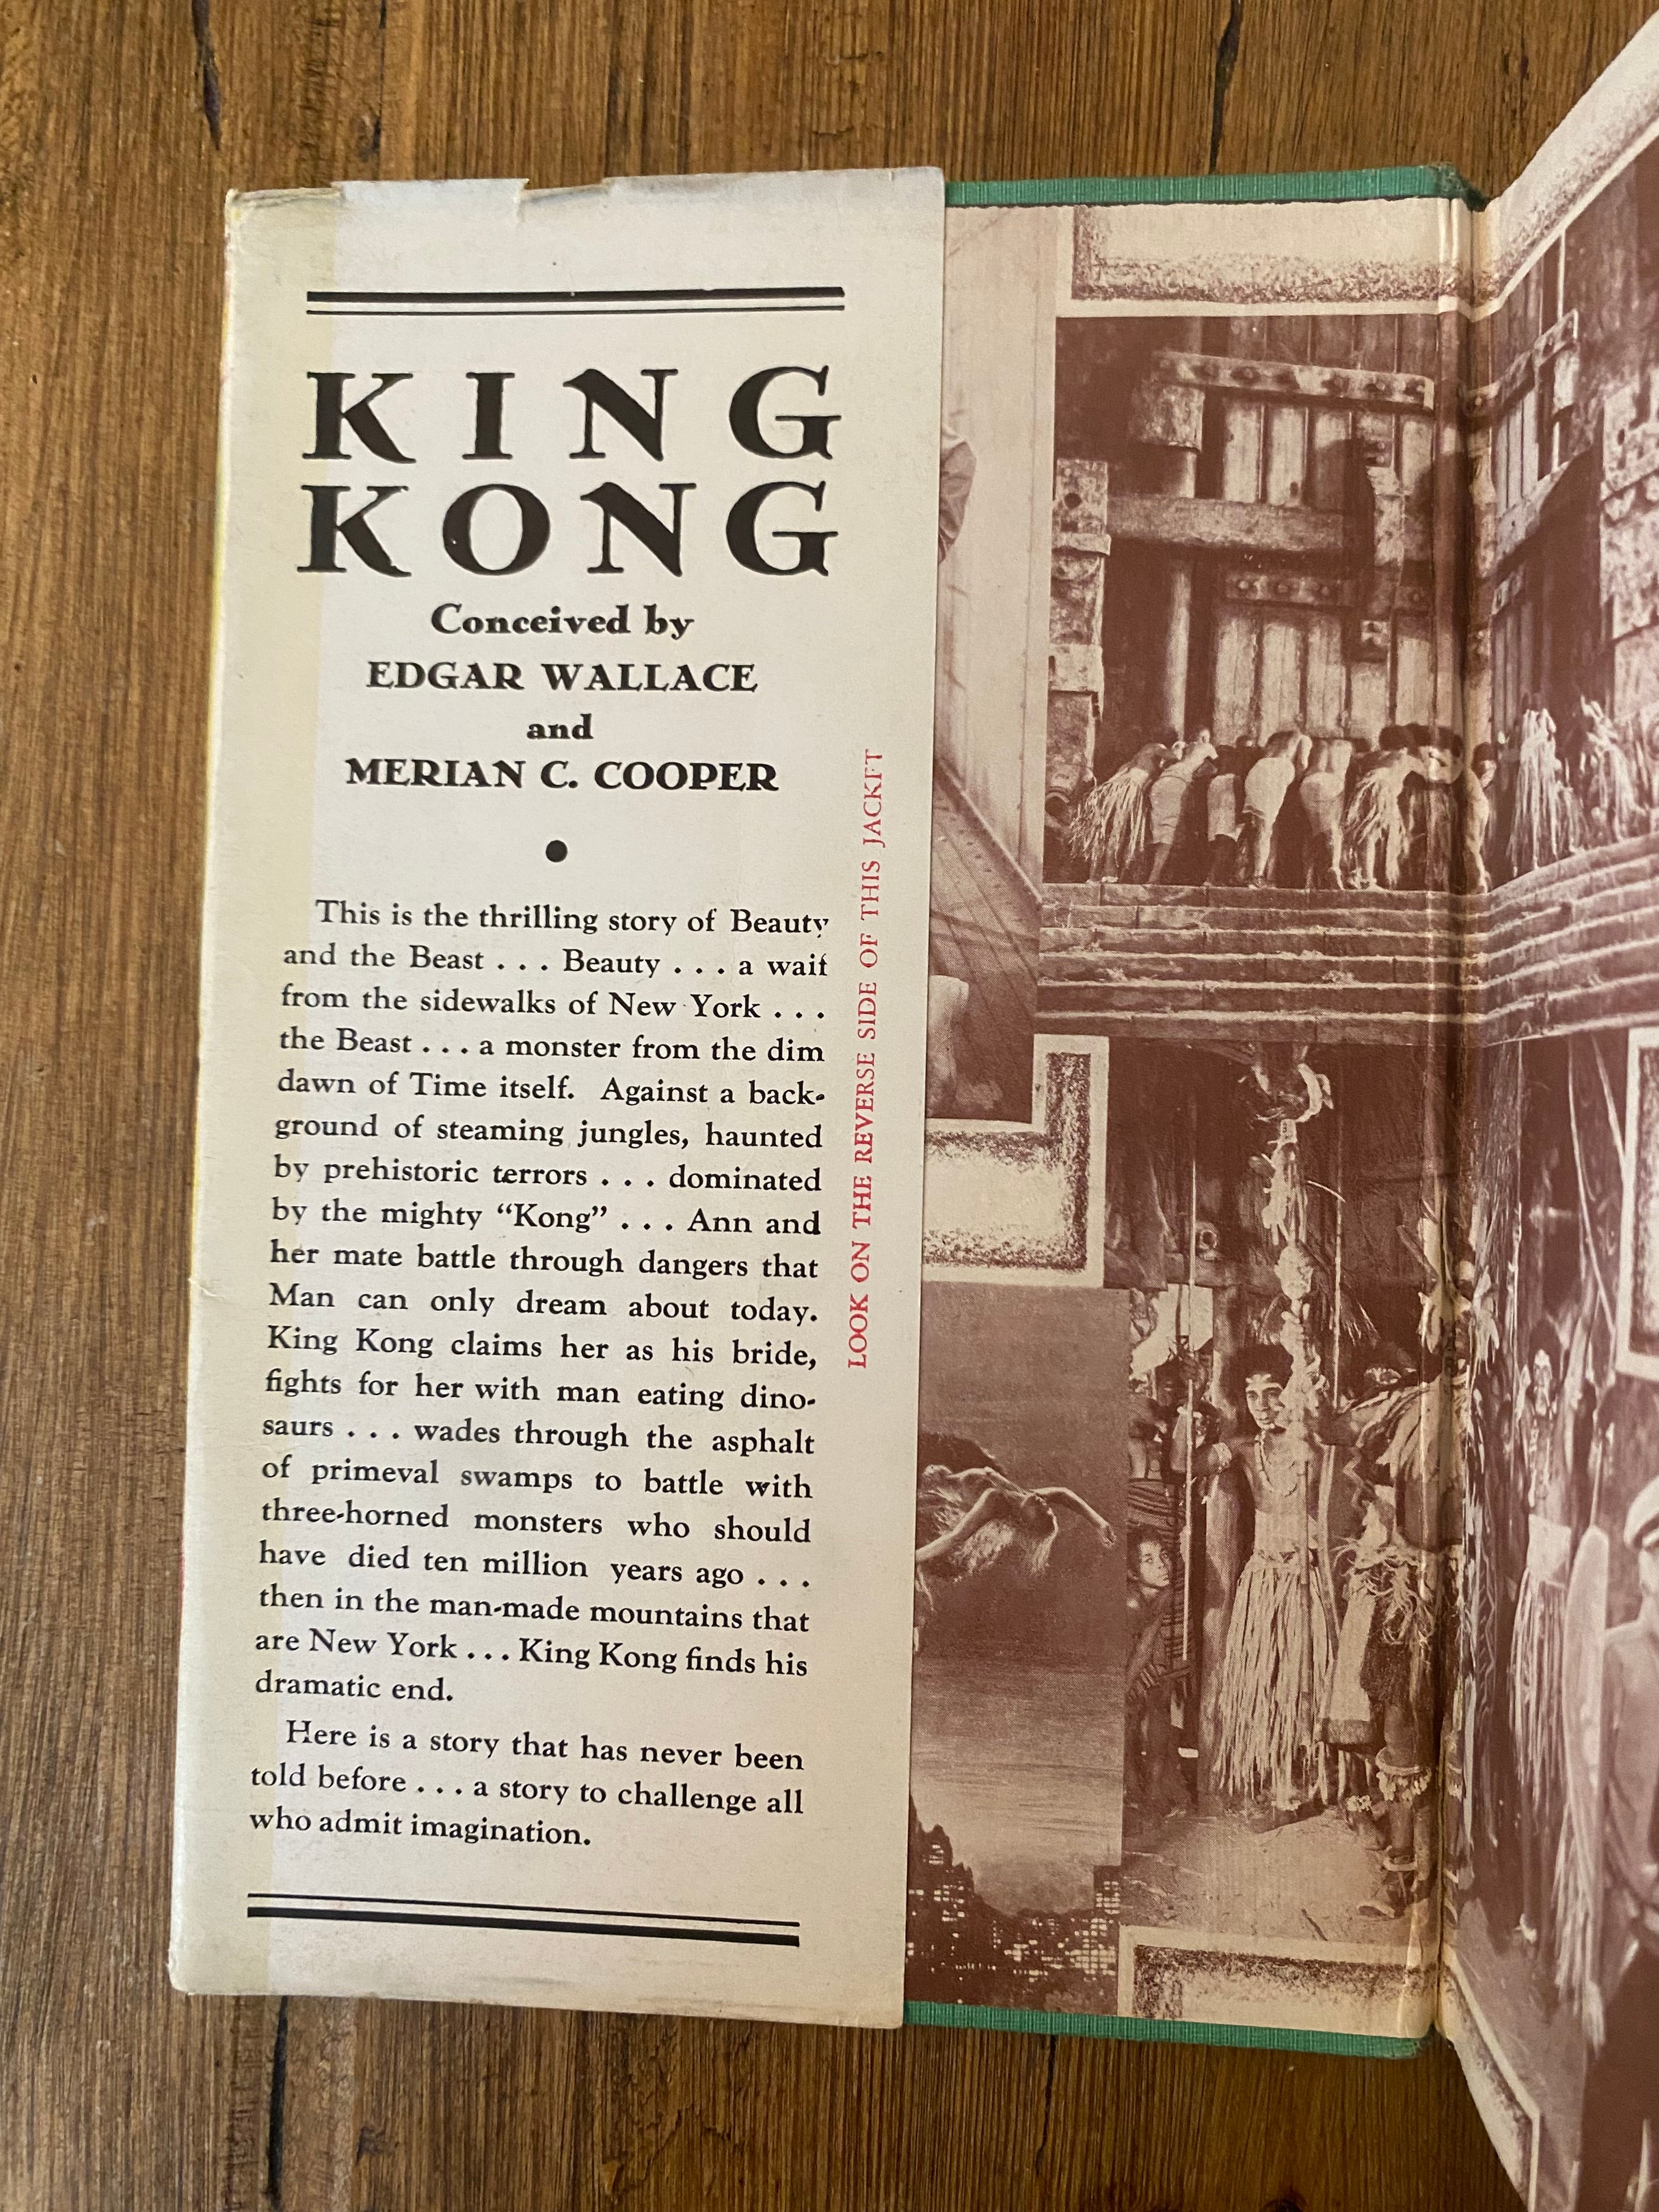 KING
KONG
Conceived by
EDGAR WALLACE
and
MERIAN C. COOPER
This is the thrilling story of Beauty
and the Beast . . . Beauty . . . a waif
from the sidewalks of New York . . .
the Beast . . . a monster from the dim
dawn of Time itself. Against a back-
ground of steaming jungles, haunted
by prehistoric terrors . . . dominated
by the mighty “Kong” . . . Ann and
her mate battle through dangers that
Man can only dream about today.
King Kong claims her as his bride,
fights for her with man eating dino-
saurs . . . wades through the asphalt
of primeval swamps to battle with
three-horned monsters who should
have died ten million years ago . . .
then in the man-made mountains that
are New York . . . King Kong finds his
dramatic end.
Here is a story that has never been
told before . . . a story to challenge all
who admit imagination.
LOOK ON THE REVERSE SIDE OF THIS JACKET